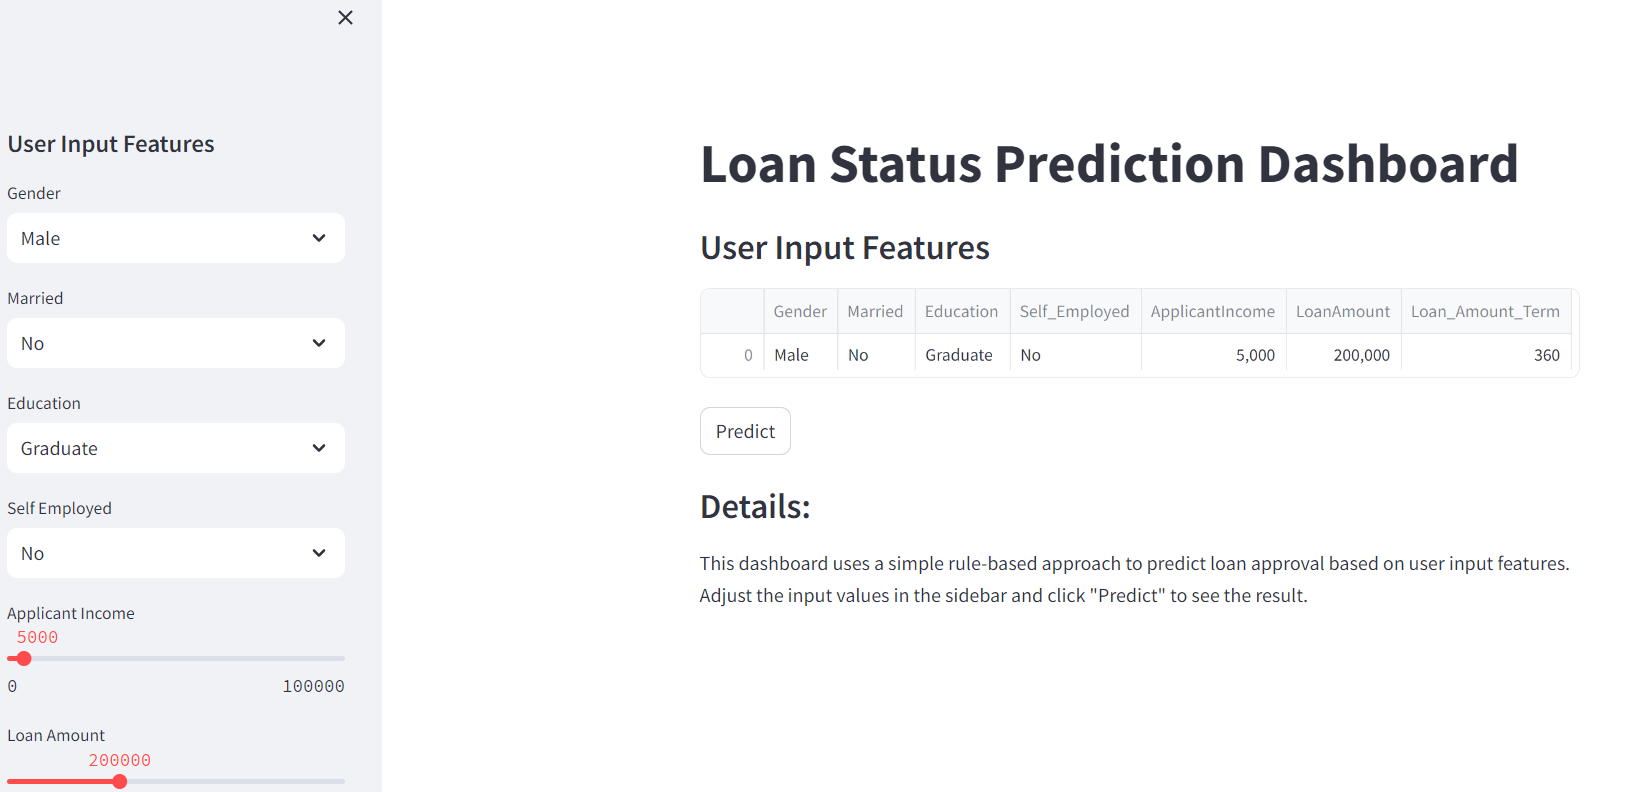 User Input Features
Gender
Male
Married
No
Education
Graduate
Self Employed
No
Applicant Income
5000
0 100000
Loan Amount
200000
Loan Status Prediction Dashboard
User Input Features
Gender Married Education Self_Employed ApplicantIncome LoanAmount Loan_Amount_Term
0 Male No Graduate No 5,000 200,000 360
Predict
Details:
This dashboard uses a simple rule-based approach to predict loan approval based on user input features.
Adjust the input values in the sidebar and click "Predict" to see the result.